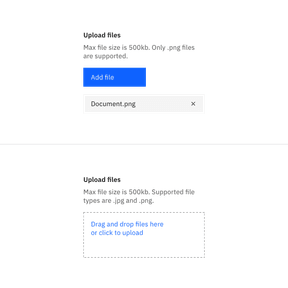 Upload files
Max file size is 500kb. Only .png files
are supported.
Add file
Document.png
Upload files
Max file size is 500kb. Supported file
types are .jpg and .png.
Drag and drop files here
or click to upload